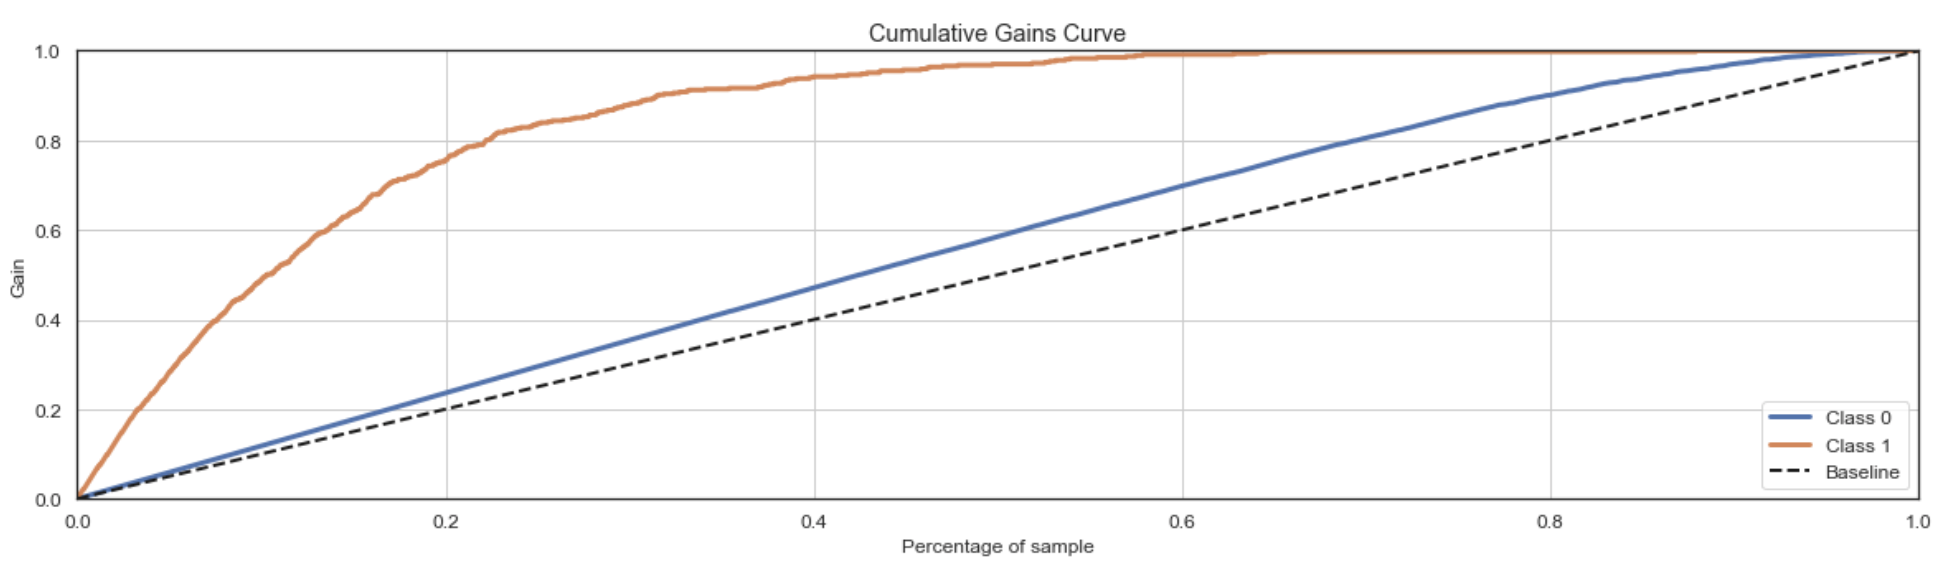 Cumulative Gains Curve
1.0
0.8
0.6
0.4
0.2
0.0
Gain
0.0 0.2 0.4 0.6 0.8 1.0
Percentage of sample
Class 0
Class 1
Baseline